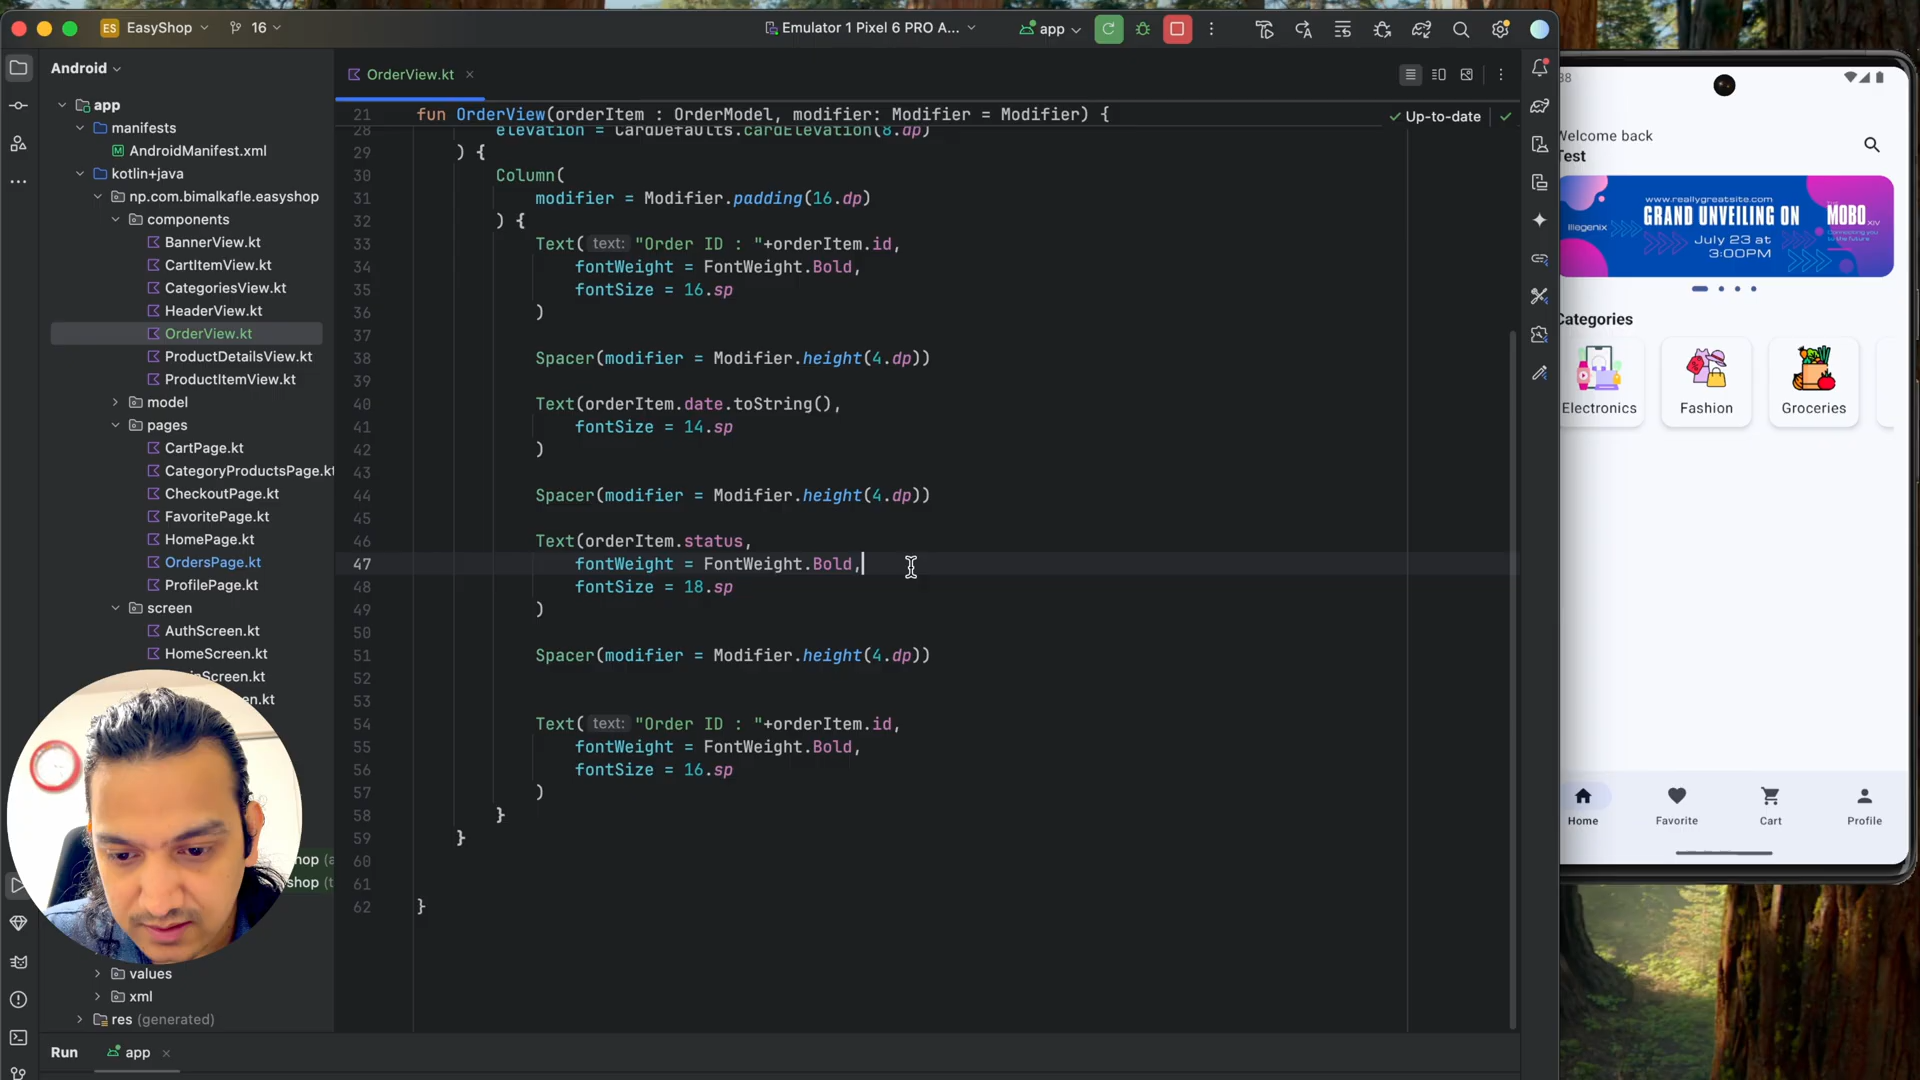 ES EasyShop
16
Emulator 1 Pixel 6 PRO A...
app
Android
OrderView.kt
app
manifests
AndroidManifest.xml
kotlin+java
np.com.bimalkafle.easyshop
components
BannerView.kt
CartItemView.kt
CategoriesView.kt
HeaderView.kt
OrderView.kt
ProductDetailsView.kt
ProductItemView.kt
model
pages
CartPage.kt
CategoryProductsPage.kt
CheckoutPage.kt
FavoritePage.kt
HomePage.kt
OrdersPage.kt
ProfilePage.kt
screen
AuthScreen.kt
HomeScreen.kt
values
xml
res (generated)
Up-to-date
21 fun OrderView(orderItem : OrderModel, modifier: Modifier = Modifier) {
28 elevation = CardDefaults.cardElevation(8.dp)
29 ) {
30 Column(
31 modifier = Modifier.padding(16.dp)
32 ) {
33 Text( text: "Order ID : "+orderItem.id,
34 fontWeight = FontWeight.Bold,
35 fontSize = 16.sp
36 )
37
38 Spacer(modifier = Modifier.height(4.dp))
39
40 Text(orderItem.date.toString(),
41 fontSize = 14.sp
42 )
43
44 Spacer(modifier = Modifier.height(4.dp))
45
46 Text(orderItem.status,
47 fontWeight = FontWeight.Bold,
48 fontSize = 18.sp
49 )
50
51 Spacer(modifier = Modifier.height(4.dp))
52
53
54 Text( text: "Order ID : "+orderItem.id,
55 fontWeight = FontWeight.Bold,
56 fontSize = 16.sp
57 )
58 }
59 }
60
61
62 }
Run
app
Welcome back
Test
www.reallygreatsite.com
GRAND UNVEILING ON
July 23 at
3:00PM
MOBO
Categories
Electronics
Fashion
Groceries
Home
Favorite
Cart
Profile